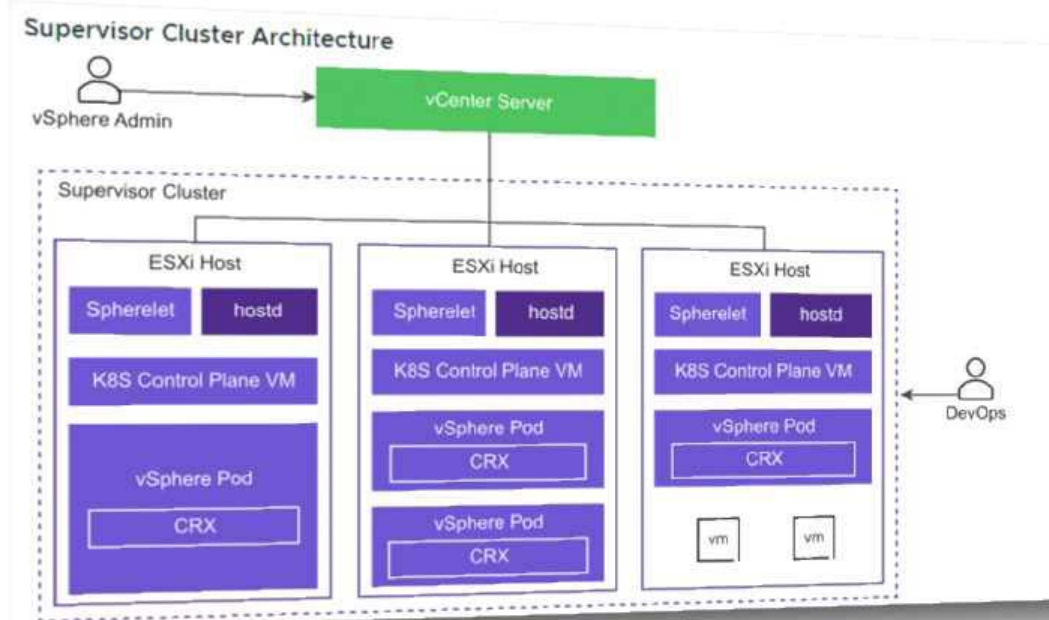 Supervisor Cluster Architecture
vSphere Admin
vCenter Server
Supervisor Cluster
ESXi Host
Spherelet
hostd
K8S Control Plane VM
vSphere Pod
CRX
ESXi Host
Spherelet
hostd
K8S Control Plane VM
vSphere Pod
CRX
vSphere Pod
CRX
ESXi Host
Spherelet
hostd
K8S Control Plane VM
vSphere Pod
CRX
vm
vm
DevOps